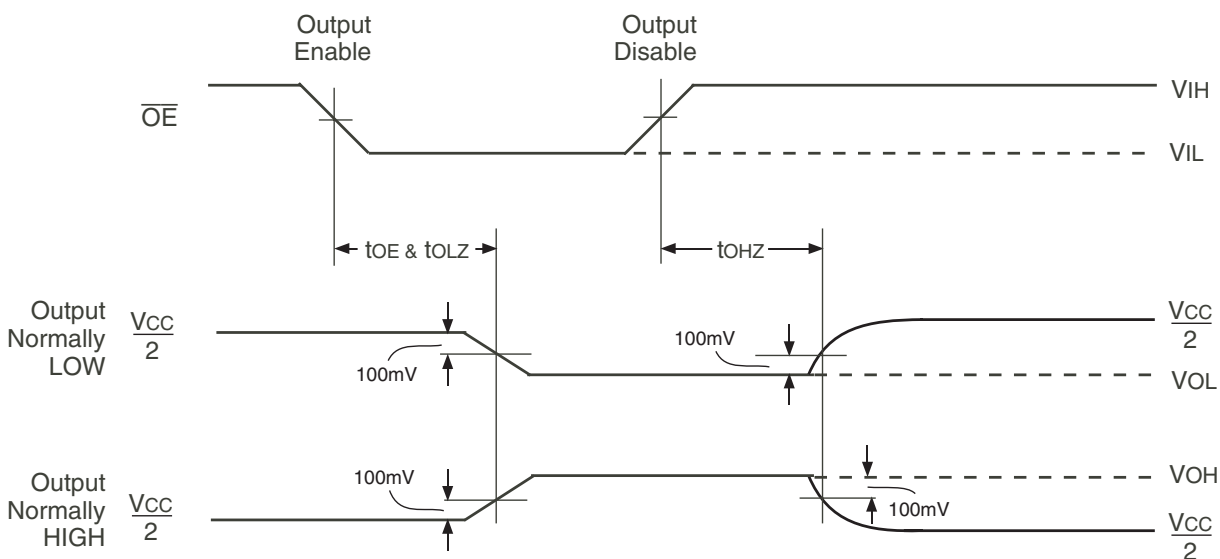 Output
Enable
Output
Disable
OE
VIH
VIL
tOE & tOLZ
tOHZ
Output
Normally
LOW
VCC
2
100mV
100mV
VCC
2
VOL
Output
Normally
HIGH
VCC
2
100mV
VOH
100mV
VCC
2